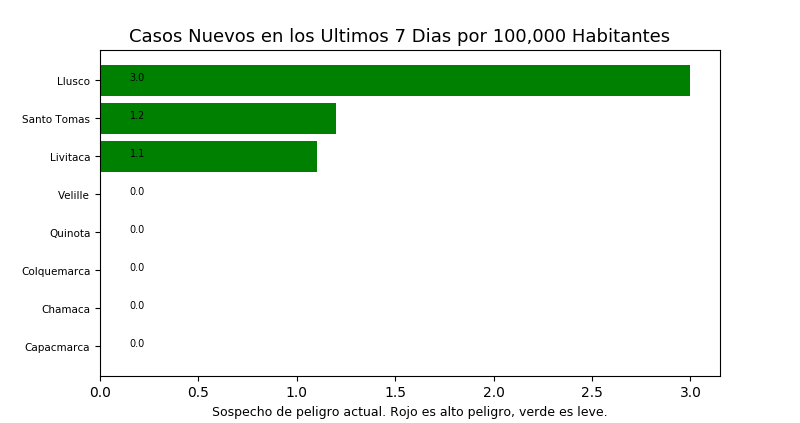 Casos Nuevos en los Ultimos 7 Dias por 100,000 Habitantes
Llusco 3.0
Santo Tomas 1.2
Livitaca 1.1
Velille 0.0
Quinota 0.0
Colquemarca 0.0
Chamaca 0.0
Capacmarca 0.0
0.0 0.5 1.0 1.5 2.0 2.5 3.0
Sospecho de peligro actual. Rojo es alto peligro, verde es leve.